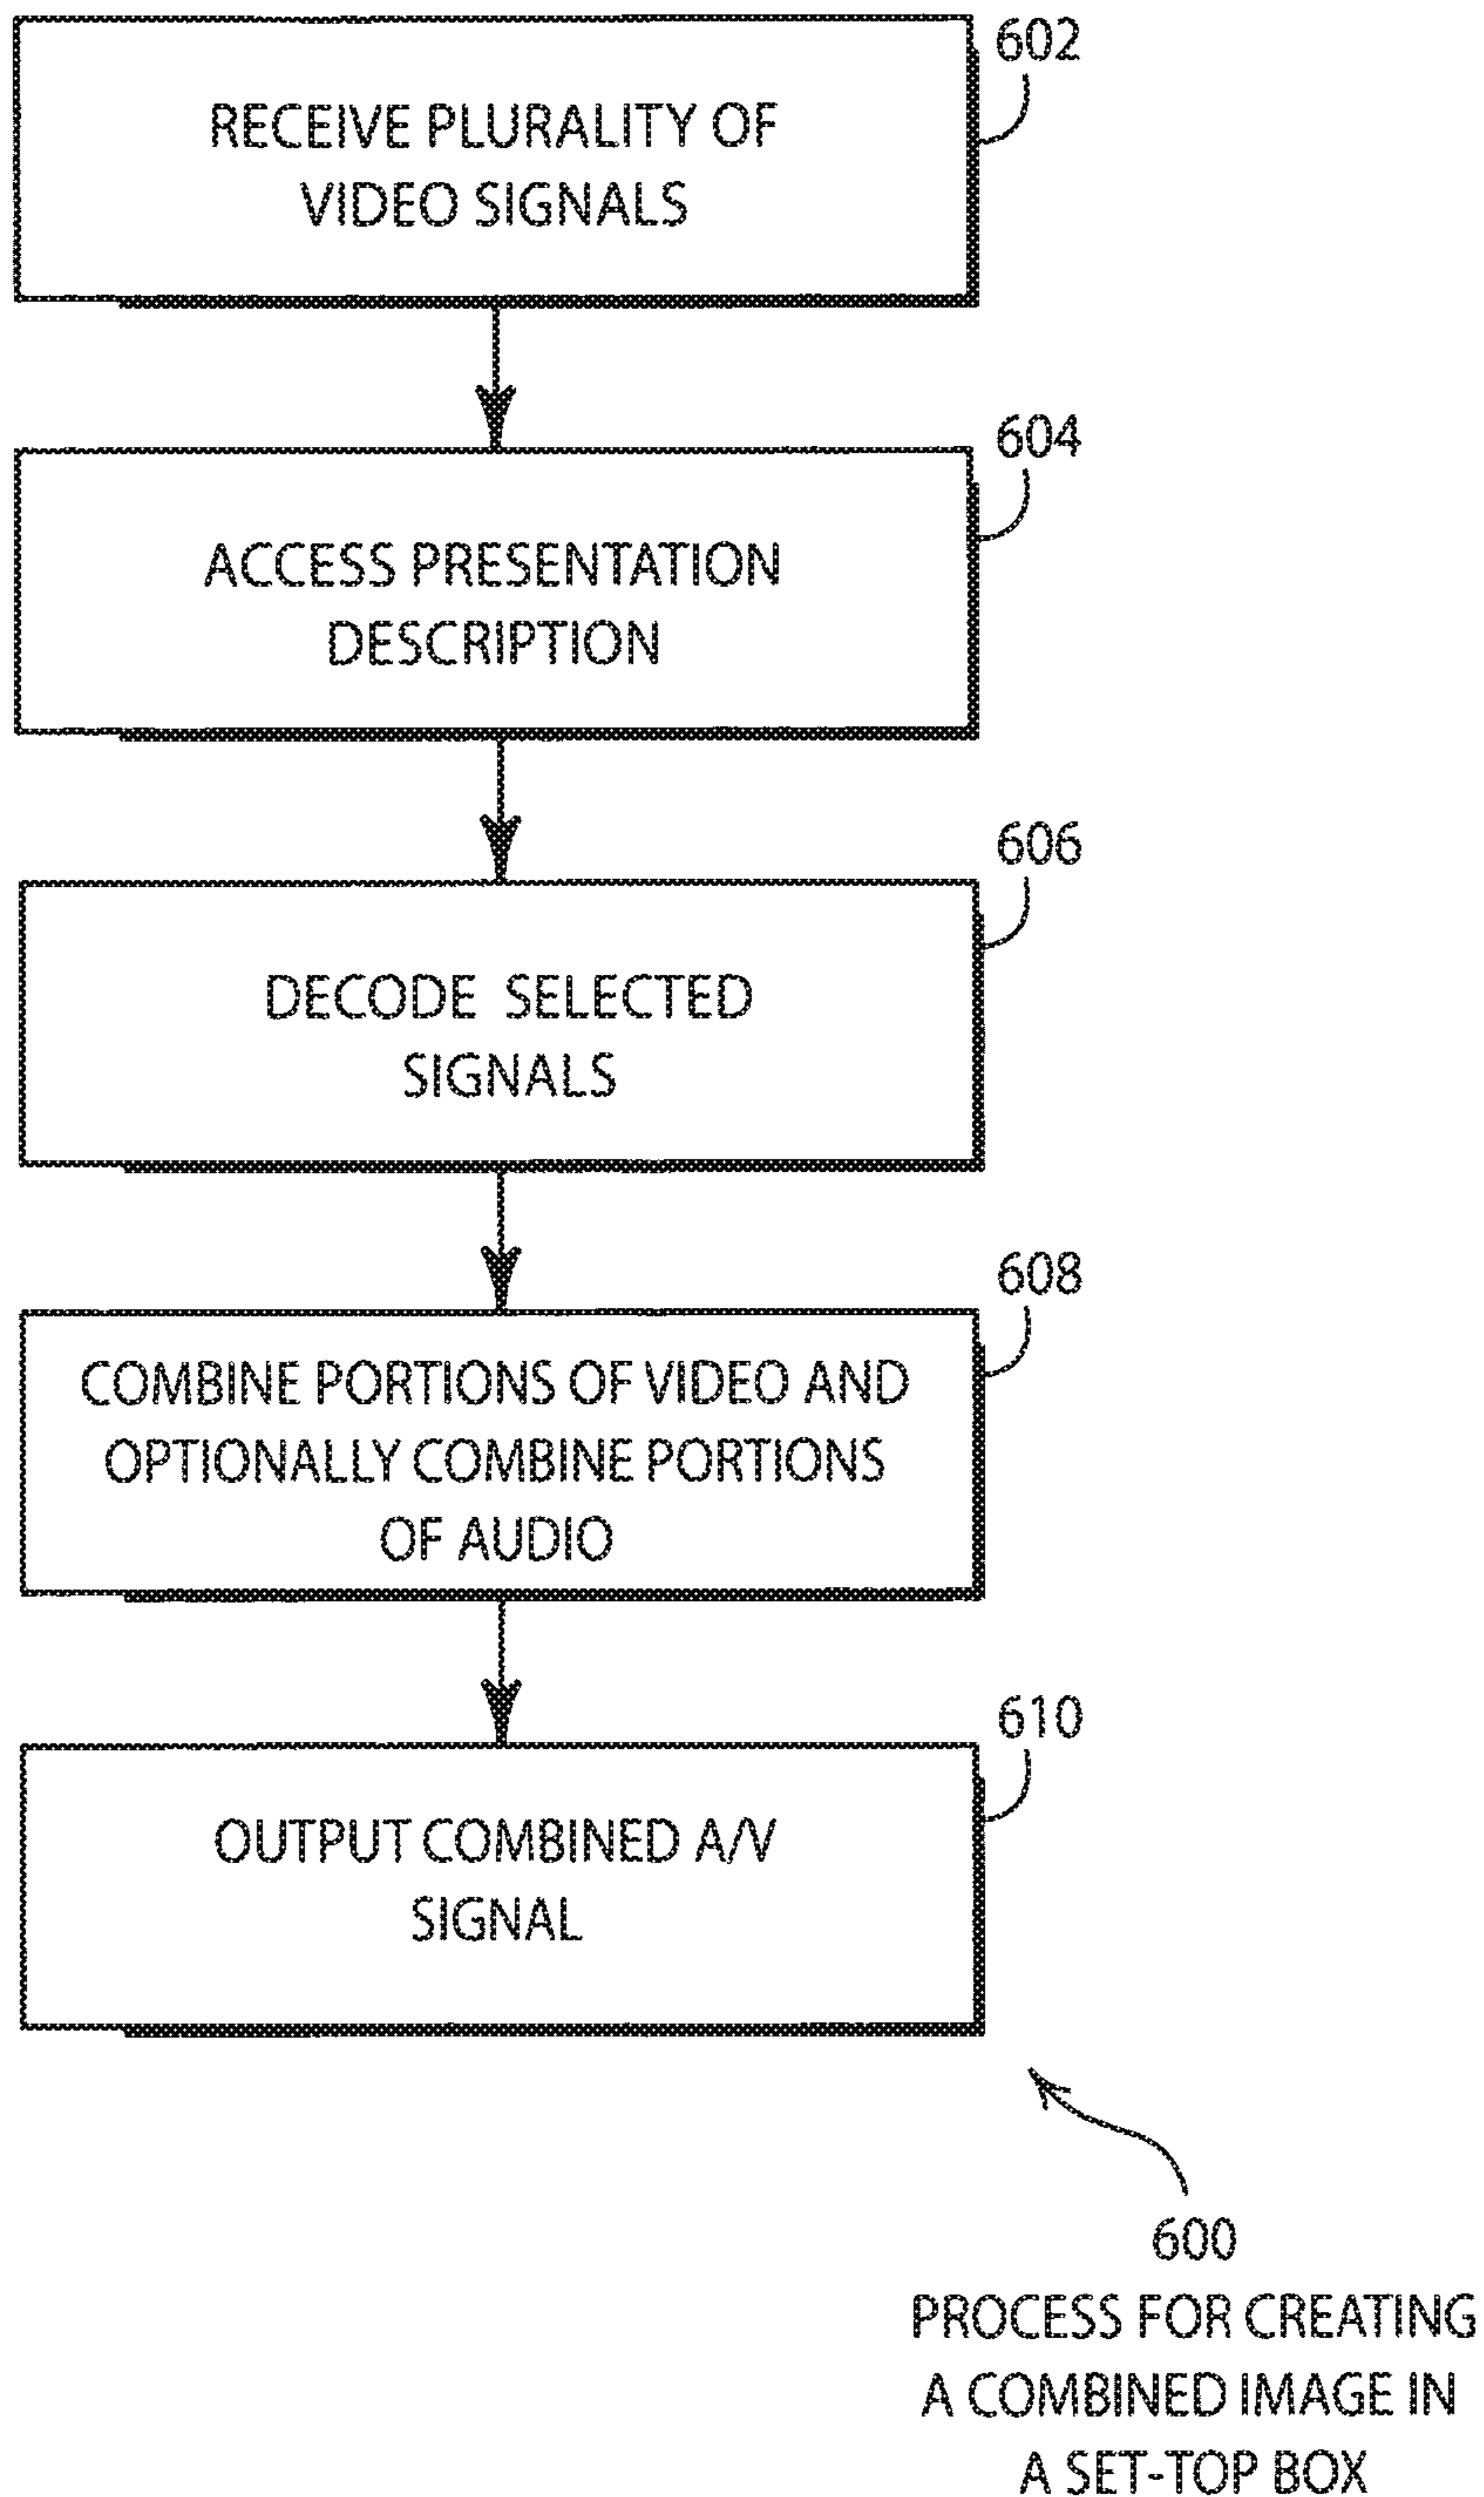 602
RECEIVE PLURALITY OF
VIDEO SIGNALS
604
ACCESS PRESENTATION
DESCRIPTION
606
DECODE SELECTED
SIGNALS
608
COMBINE PORTIONS OF VIDEO AND
OPTIONALLY COMBINE PORTIONS
OF AUDIO
610
OUTPUT COMBINED A/V
SIGNAL
600
PROCESS FOR CREATING
A COMBINED IMAGE IN
A SET-TOP BOX